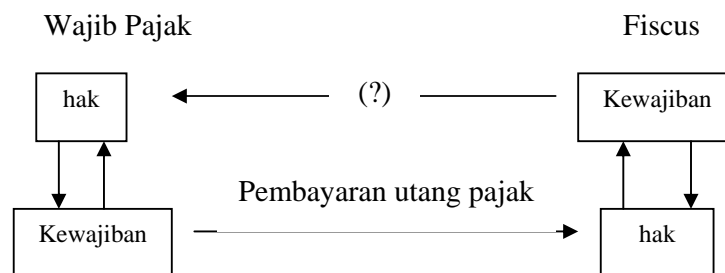 Wajib Pajak Fiscus
hak (?) Kewajiban
Pembayaran utang pajak
Kewajiban hak